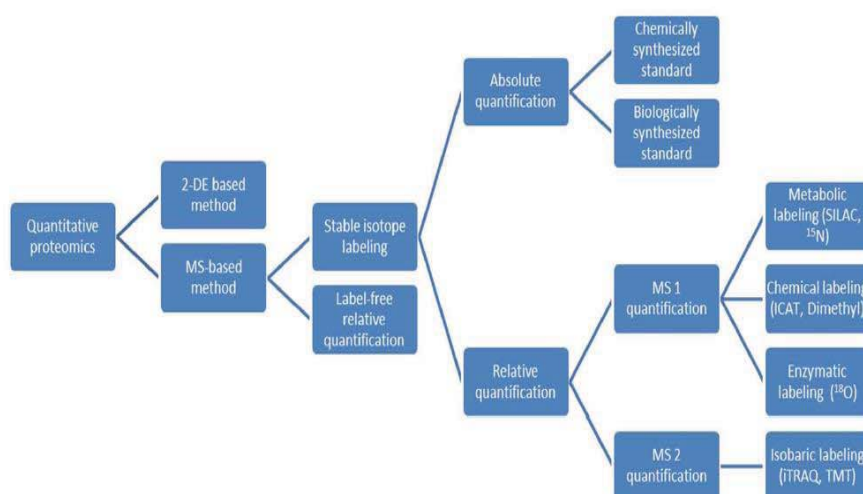 Quantitative
proteomics
2-DE based
method
MS-based
method
Stable isotope
labeling
Label-free
relative
quantification
Absolute
quantification
Relative
quantification
Chemically
synthesized
standard
Biologically
synthesized
standard
MS 1
quantification
MS 2
quantification
Metabolic
labeling (SILAC,
¹⁵N)
Chemical labeling
(ICAT, Dimethyl)
Enzymatic
labeling (¹⁸O)
Isobaric labeling
(iTRAQ, TMT)